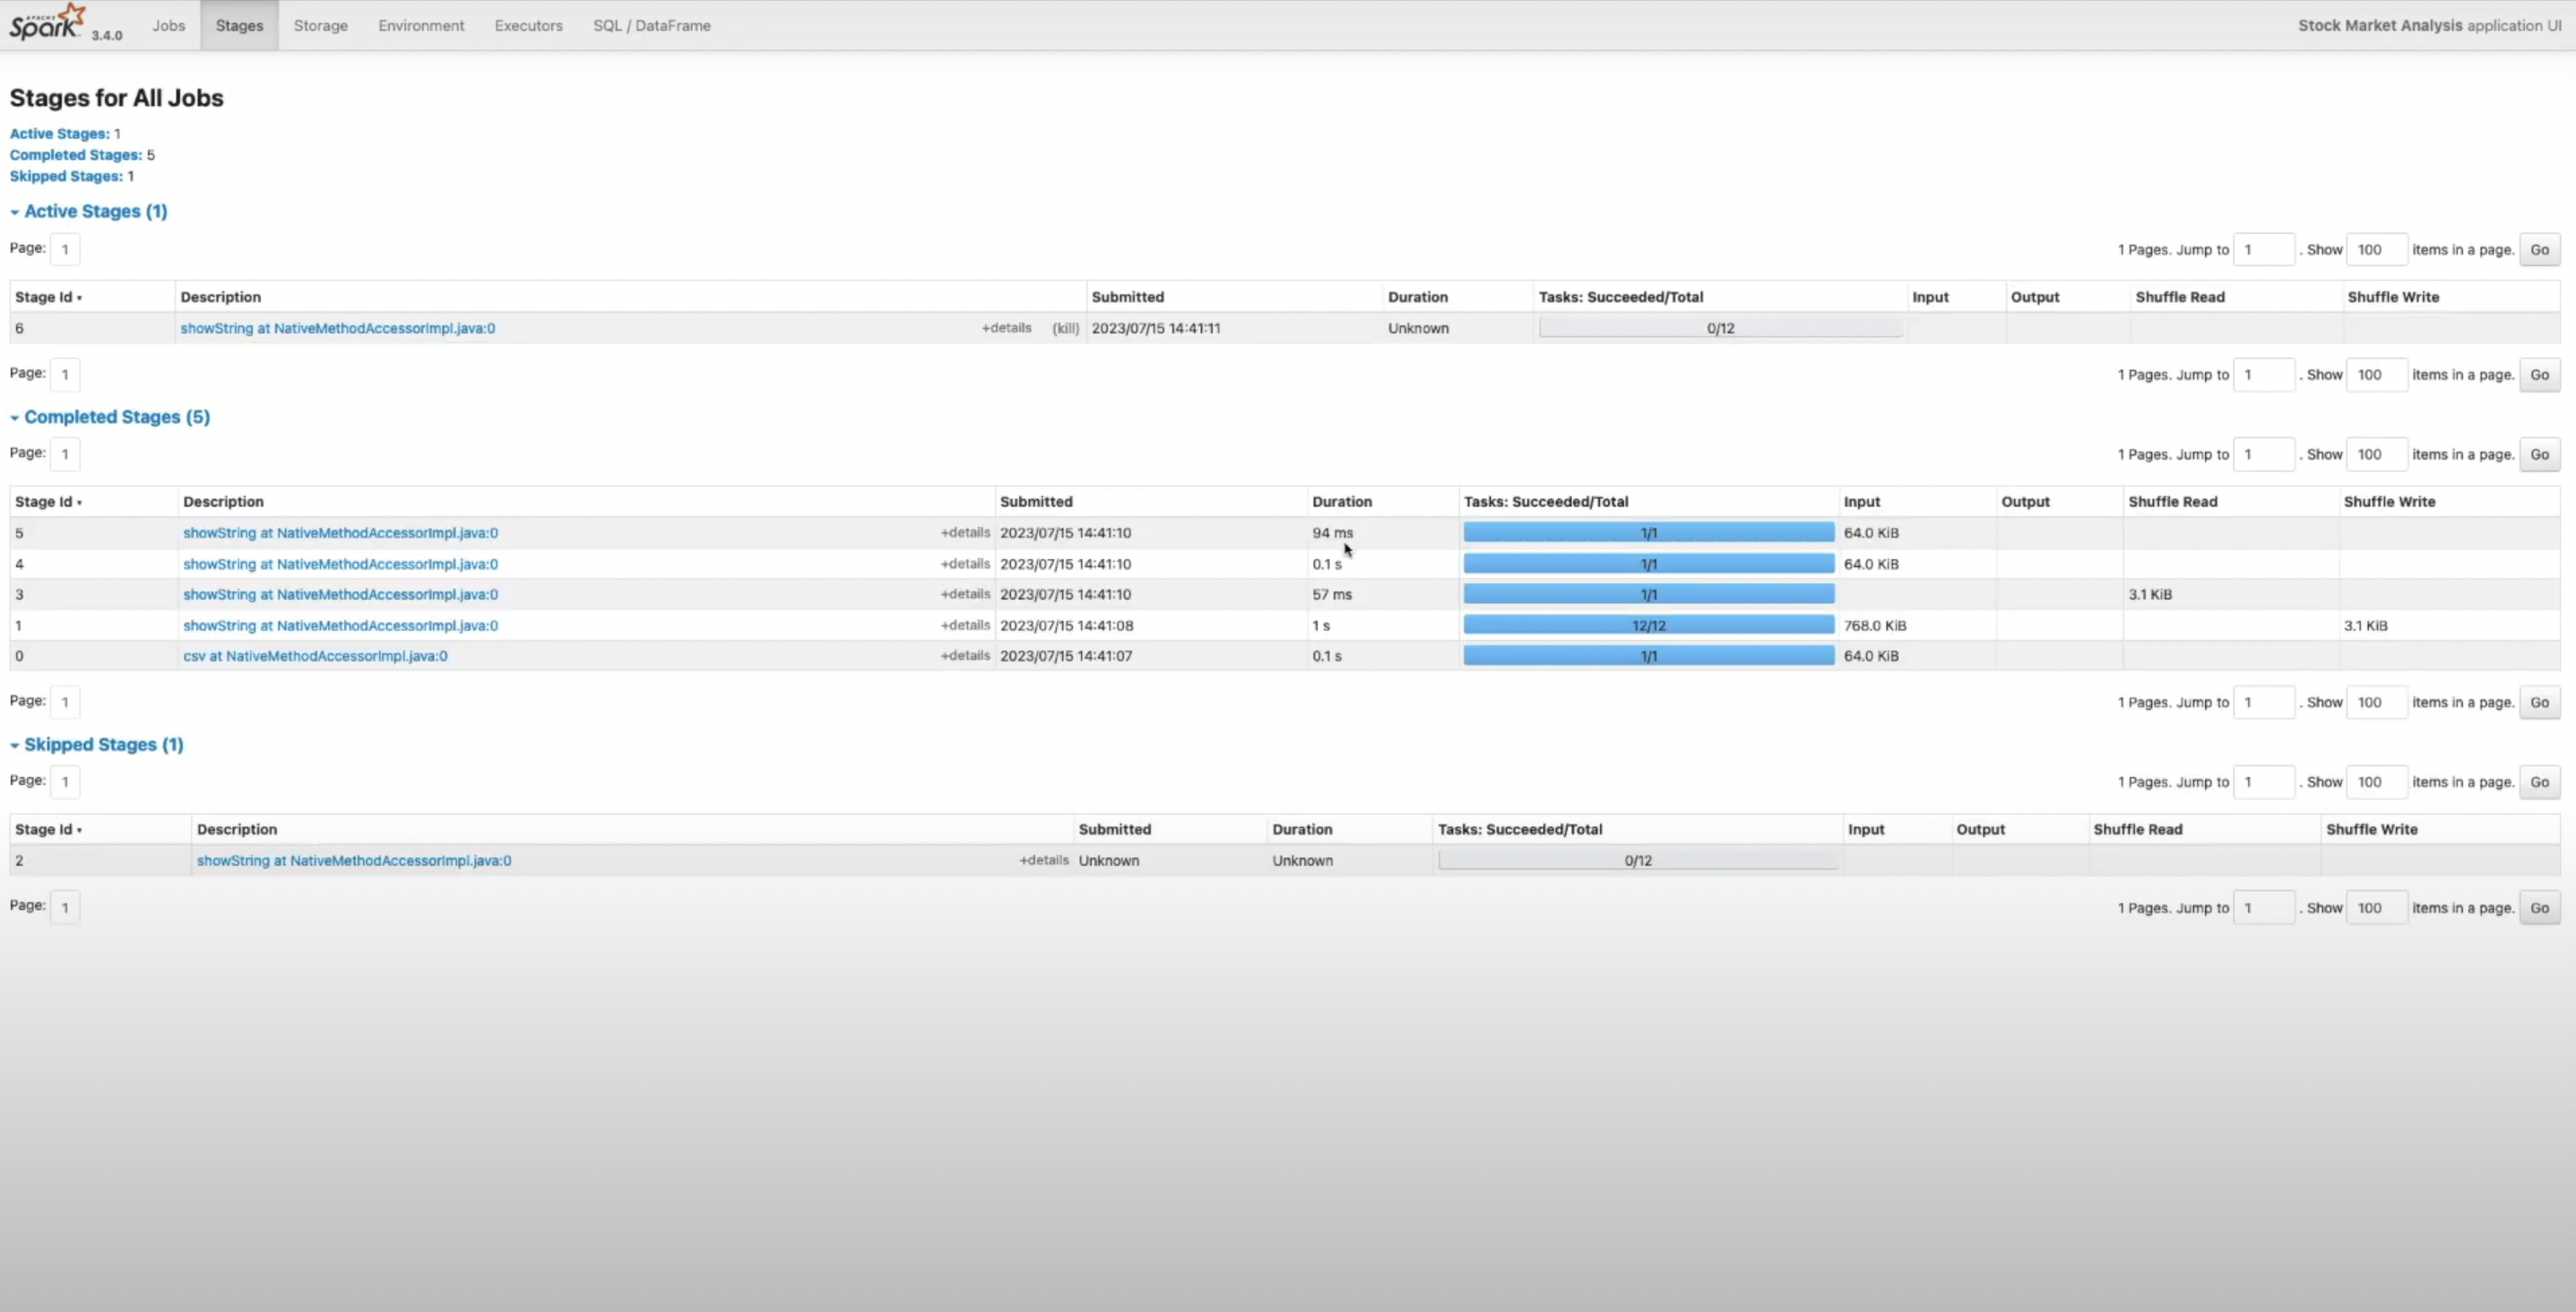 APACHE Spark 3.4.0 Jobs Stages Storage Environment Executors SQL / DataFrame Stock Market Analysis application UI
Stages for All Jobs
Active Stages: 1
Completed Stages: 5
Skipped Stages: 1
Active Stages (1)
Page: 1 1 Pages. Jump to 1 . Show 100 items in a page. Go
Stage Id Description Submitted Duration Tasks: Succeeded/Total Input Output Shuffle Read Shuffle Write
6 showString at NativeMethodAccessorImpl.java:0 +details (kill) 2023/07/15 14:41:11 Unknown 0/12
Page: 1 1 Pages. Jump to 1 . Show 100 items in a page. Go
Completed Stages (5)
Page: 1 1 Pages. Jump to 1 . Show 100 items in a page. Go
Stage Id Description Submitted Duration Tasks: Succeeded/Total Input Output Shuffle Read Shuffle Write
5 showString at NativeMethodAccessorImpl.java:0 +details 2023/07/15 14:41:10 94 ms 1/1 64.0 KiB
4 showString at NativeMethodAccessorImpl.java:0 +details 2023/07/15 14:41:10 0.1 s 1/1 64.0 KiB
3 showString at NativeMethodAccessorImpl.java:0 +details 2023/07/15 14:41:10 57 ms 1/1 3.1 KiB
1 showString at NativeMethodAccessorImpl.java:0 +details 2023/07/15 14:41:08 1 s 12/12 768.0 KiB 3.1 KiB
0 csv at NativeMethodAccessorImpl.java:0 +details 2023/07/15 14:41:07 0.1 s 1/1 64.0 KiB
Page: 1 1 Pages. Jump to 1 . Show 100 items in a page. Go
Skipped Stages (1)
Page: 1 1 Pages. Jump to 1 . Show 100 items in a page. Go
Stage Id Description Submitted Duration Tasks: Succeeded/Total Input Output Shuffle Read Shuffle Write
2 showString at NativeMethodAccessorImpl.java:0 +details Unknown Unknown 0/12
Page: 1 1 Pages. Jump to 1 . Show 100 items in a page. Go